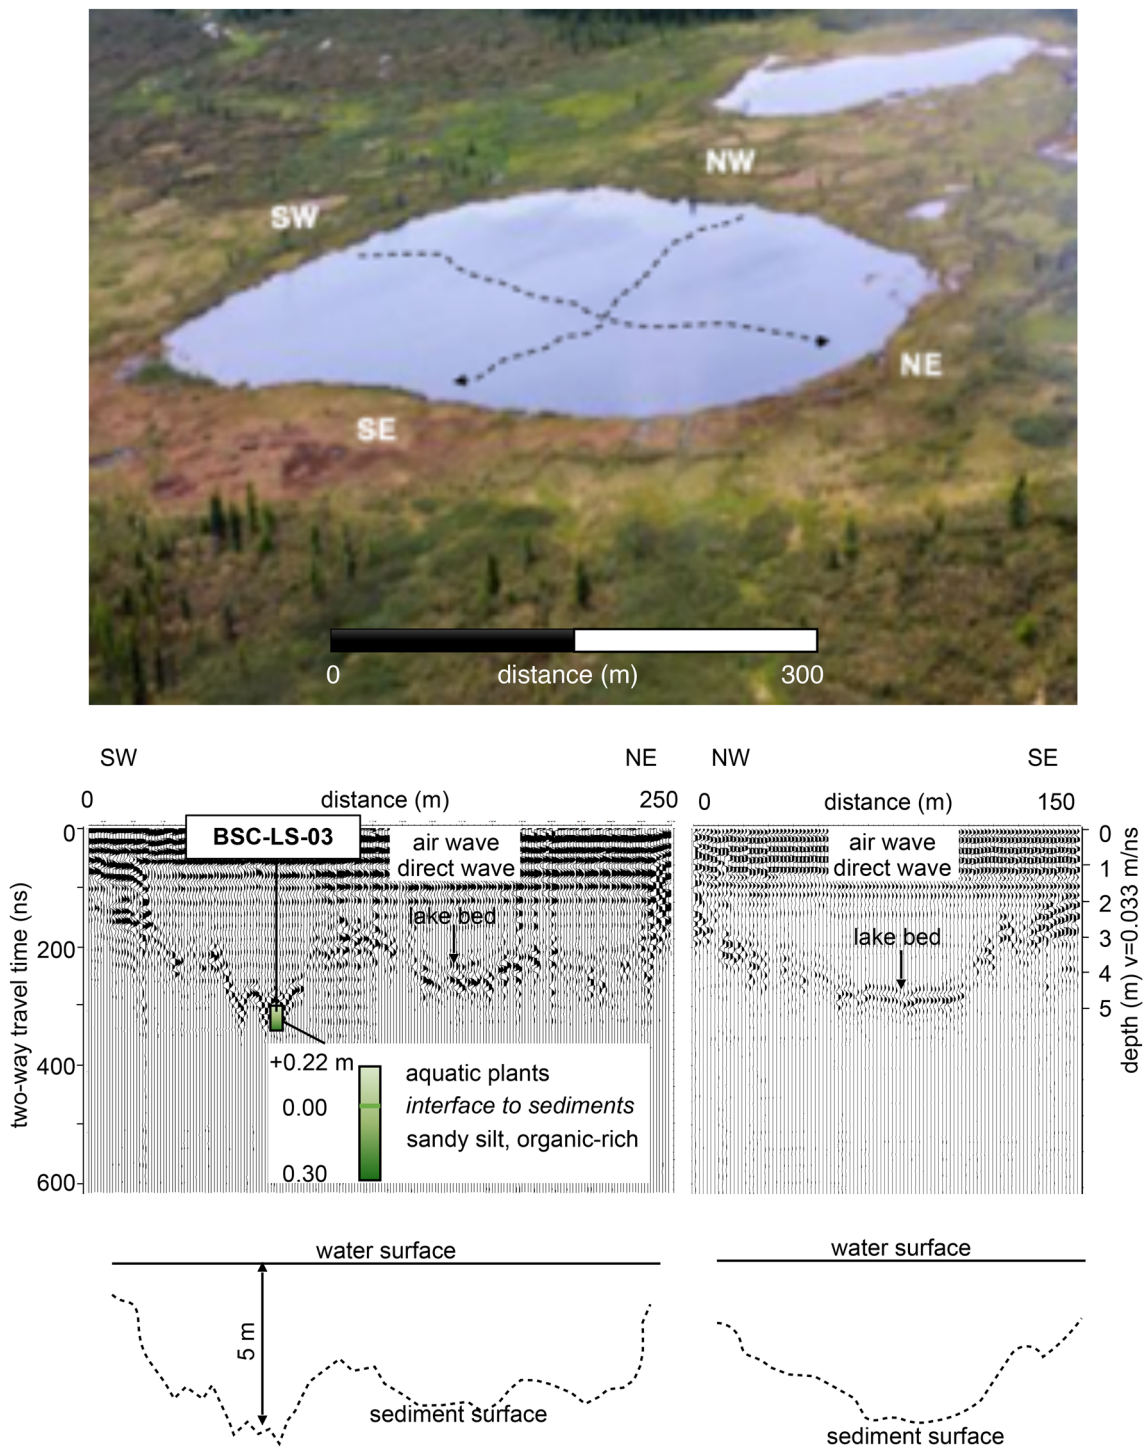 NW
SW
NE
SE
0 distance (m) 300
SW NE NW SE
0 distance (m) 250 0 distance (m) 150
BSC-LS-03
air wave
direct wave
air wave
direct wave
lake bed
lake bed
two-way travel time (ns)
0
200
400
600
0
1
2
3
4
5
depth (m) v=0.033 m/ns
+0.22 m aquatic plants
0.00 interface to sediments
0.30 sandy silt, organic-rich
water surface
5 m
sediment surface
water surface
sediment surface